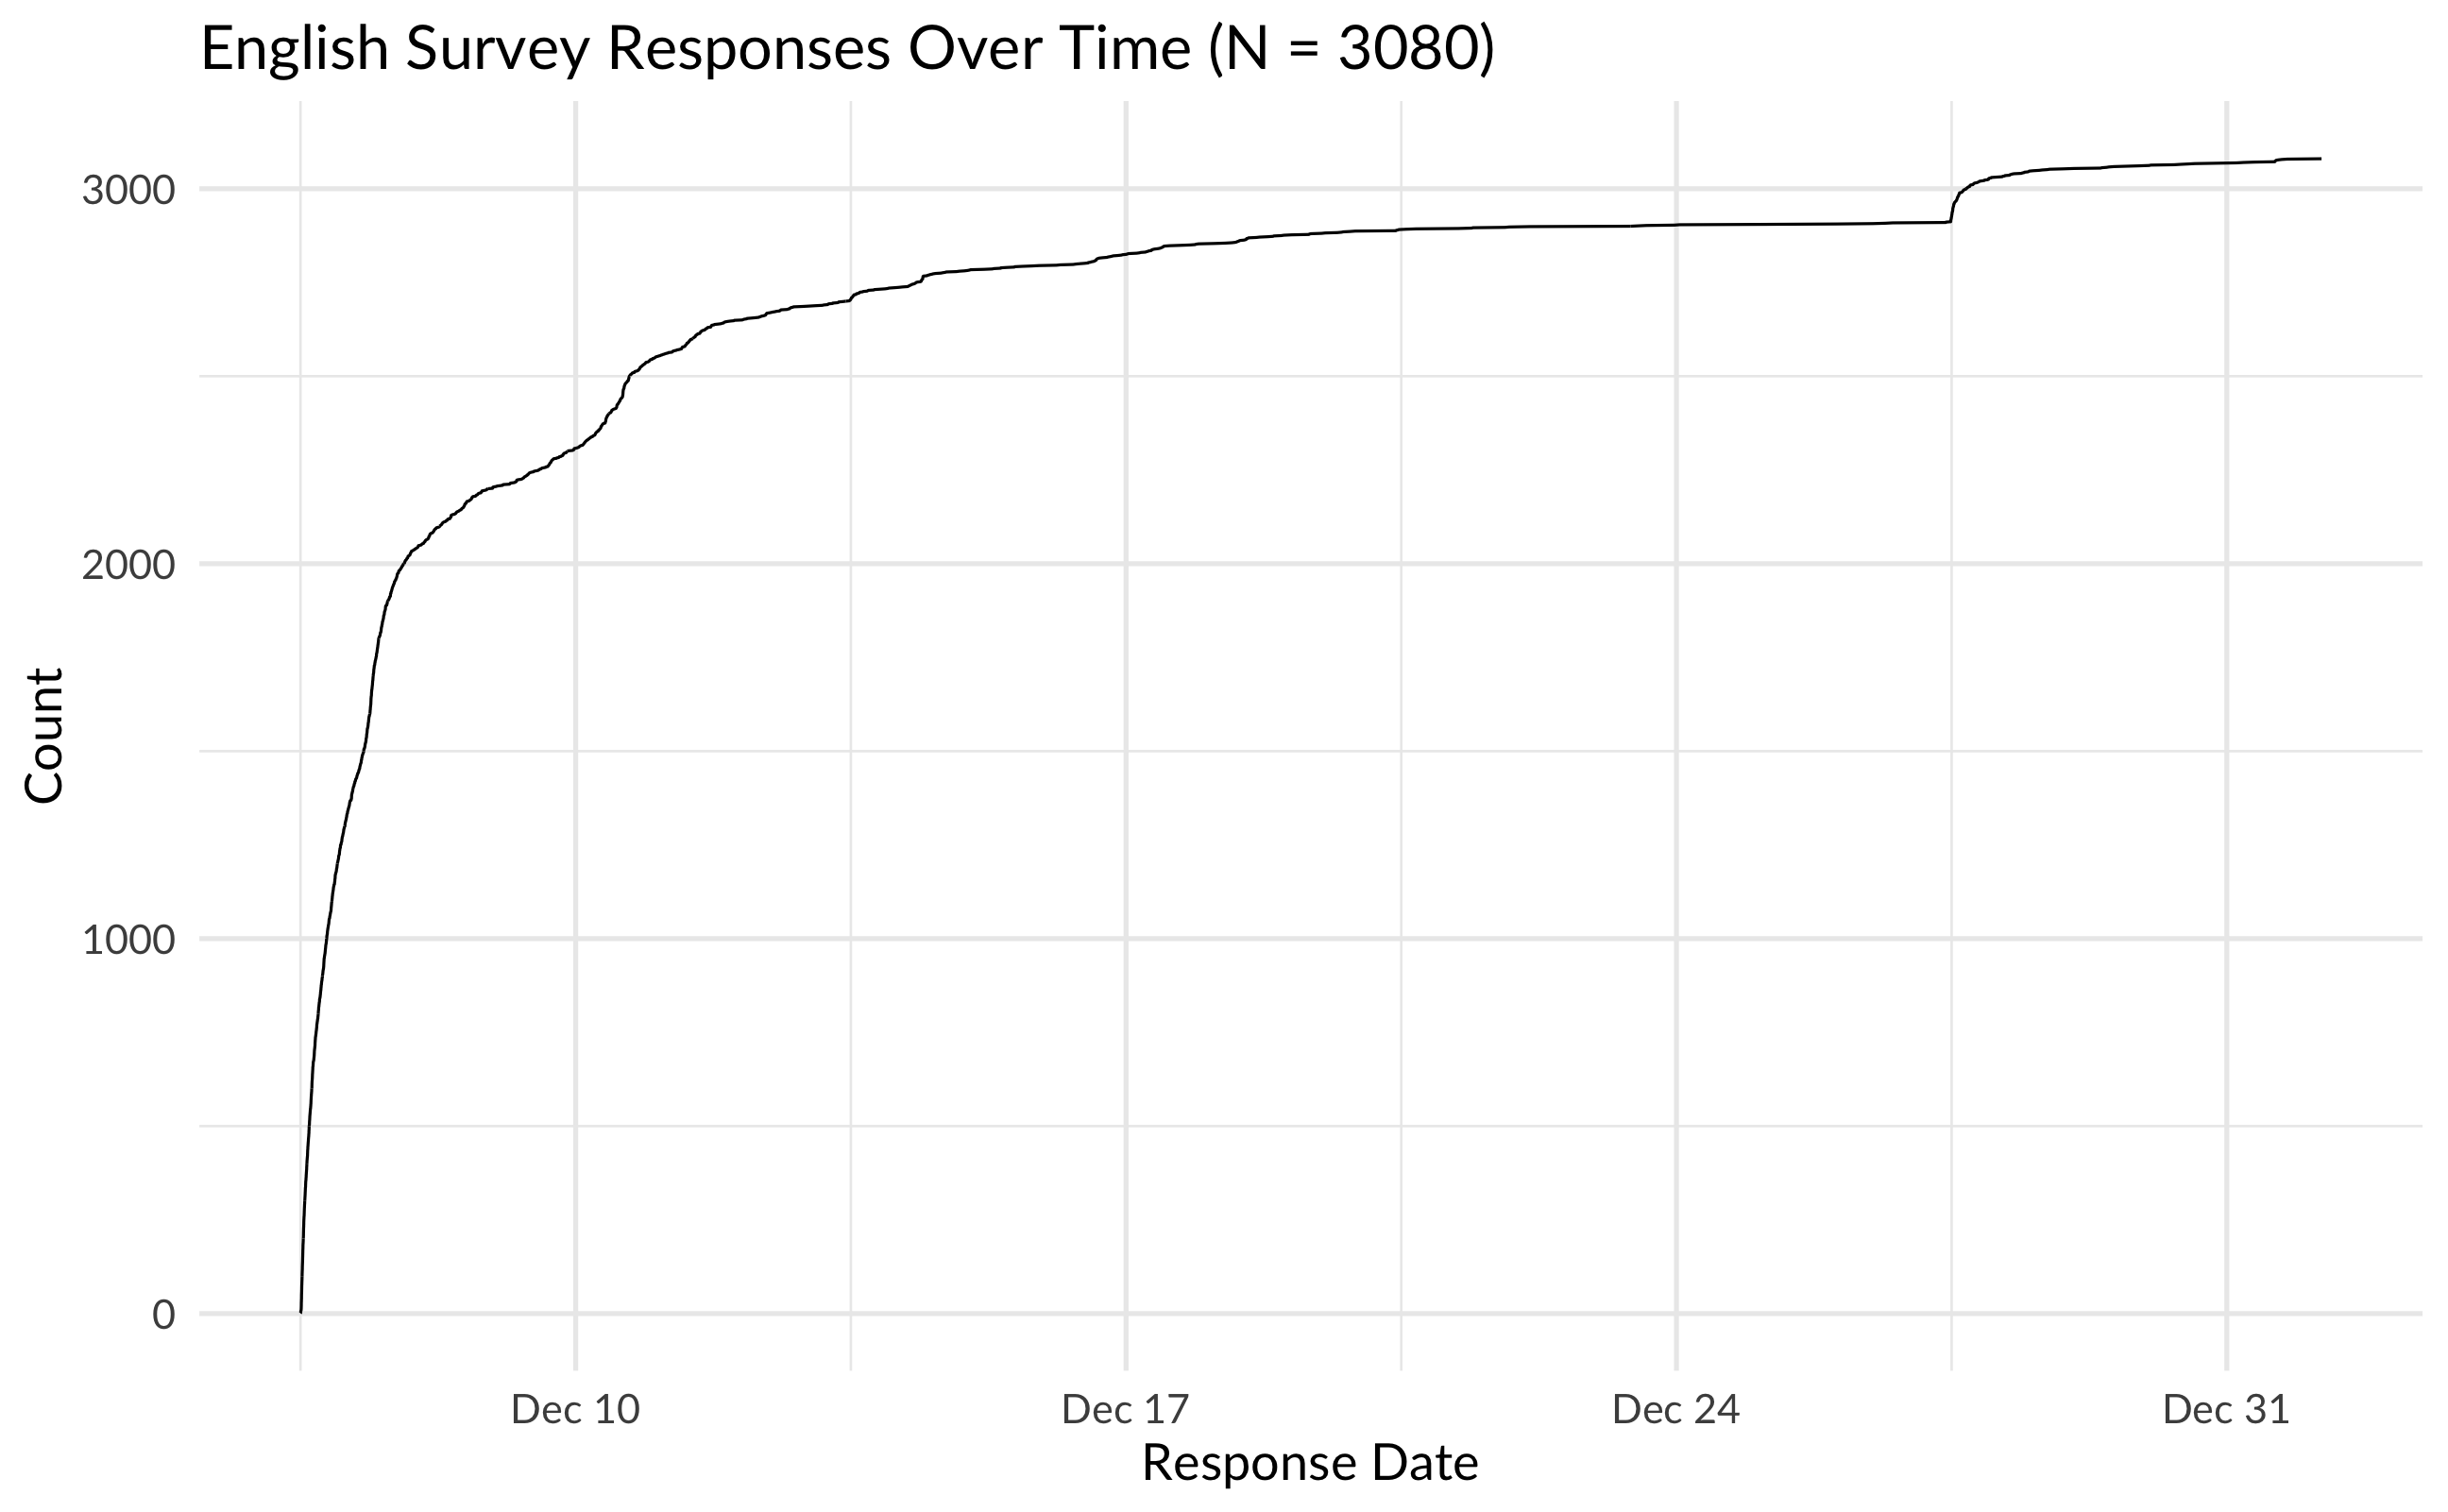 English Survey Responses Over Time (N = 3080)
Count
3000
2000
1000
0
Dec 10
Dec 17
Dec 24
Dec 31
Response Date